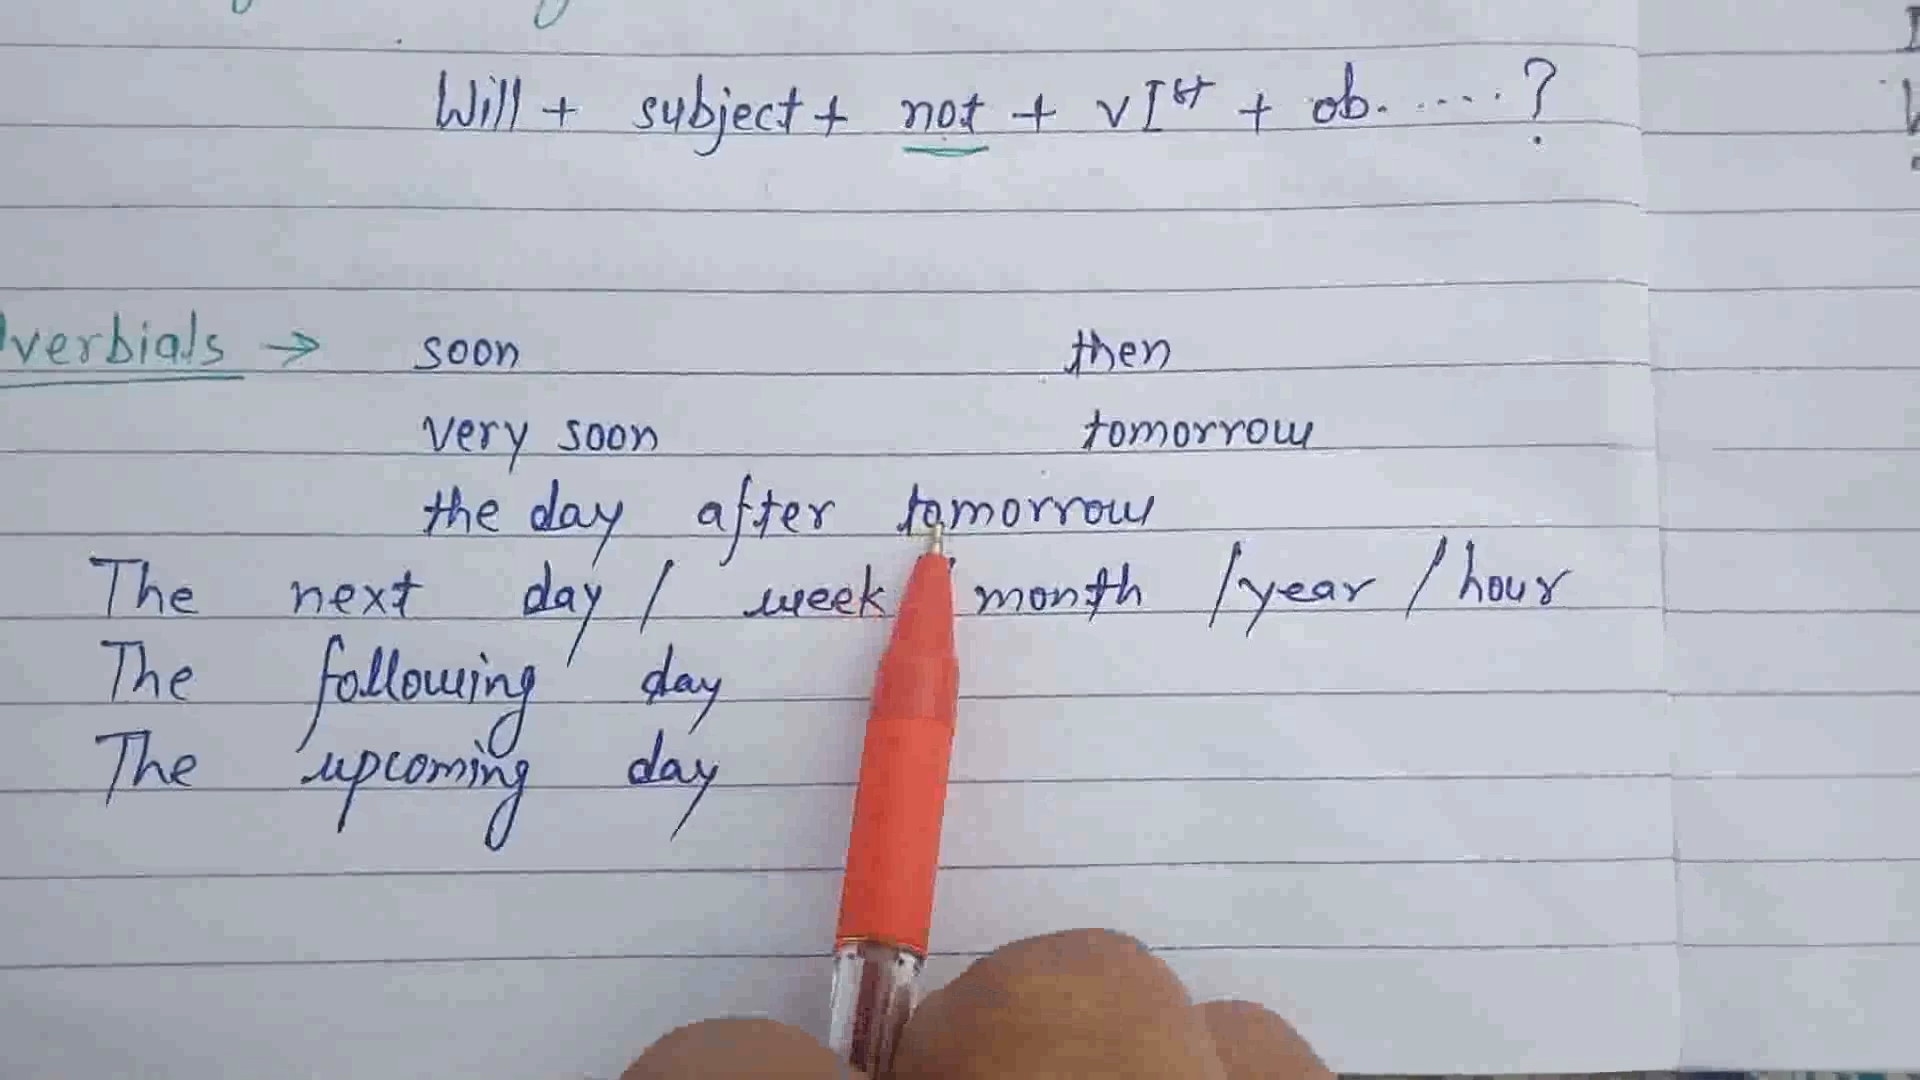 Will + subject + not + vIst + ob. ..... ?
verbials → soon then
very soon tomorrow
the day after tomorrow
The next day / week / month / year / hour
The following day
The upcoming day